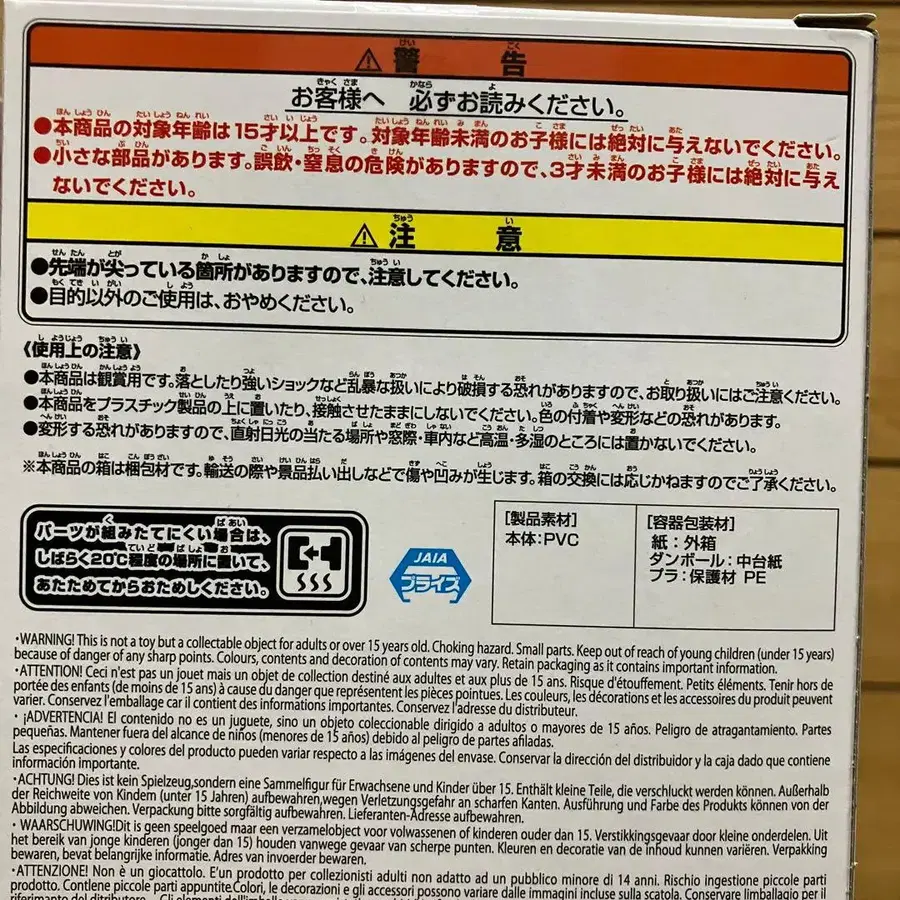 ⚠警告
お客様へ 必ずお読みください。
●本商品の対象年齢は15才以上です。対象年齢未満のお子様には絶対に与えないでください。
●小さな部品があります。誤飲・窒息の危険がありますので、3才未満のお子様には絶対に与え
ないでください。
⚠注意
●先端が尖っている箇所がありますので、注意してください。
●目的以外のご使用は、おやめください。
《使用上の注意》
●本商品は観賞用です。落としたり強いショックなど乱暴な扱いにより破損する恐れがありますので、お取り扱いにはご注意ください。
●本商品をプラスチック製品の上に置いたり、接触させたままにしないでください。色の付着や変形などの恐れがあります。
●変形する恐れがありますので、直射日光の当たる場所や窓際・車内など高温・多湿のところには置かないでください。
※本商品の箱は梱包材です。輸送の際や景品払い出しなどで傷や凹みが生じます。箱の交換には応じかねますのでご了承ください。
パーツが組みたてにくい場合は、
しばらく20℃程度の場所に置いて、
あたためてからおためしください。
JAIA
プライズ
[製品素材]
本体:PVC
[容器包装材]
紙:外箱
ダンボール:中台紙
プラ:保護材 PE
・WARNING! This is not a toy but a collectable object for adults or over 15 years old. Choking hazard. Small parts. Keep out of reach of young children (under 15 years)
because of danger of any sharp points. Colours, contents and decoration of contents may vary. Retain packaging as it contains important information.
・ATTENTION! Ceci n'est pas un jouet mais un objet de collection destiné aux adultes et aux plus de 15 ans. Risque d'étouffement. Petits éléments. Tenir hors de
portée des enfants (de moins de 15 ans) à cause du danger que représentent les pièces pointues. Les couleurs, les décorations et les accessoires du produit peuvent
varier. Conservez l'emballage car il contient des informations importantes. Conservez l'adresse du distributeur.
・¡ADVERTENCIA! El contenido no es un juguete, sino un objeto coleccionable dirigido a adultos o mayores de 15 años. Peligro de atragantamiento. Partes
pequeñas. Mantener fuera del alcance de niños (menores de 15 años) debido al peligro de partes afiladas.
Las especificaciones y colores del producto pueden variar respecto a las imágenes del envase. Conservar la dirección del distribuidor y la caja dado que contiene
información importante.
・ACHTUNG! Dies ist kein Spielzeug,sondern eine Sammelfigur für Erwachsene und Kinder über 15. Enthält kleine Teile, die verschluckt werden können. Außerhalb
der Reichweite von Kindern (unter 15 Jahren) aufbewahren,wegen Verletzungsgefahr an scharfen Kanten. Ausführung und Farbe des Produkts können von der
Abbildung abweichen. Verpackung bitte sorgfältig aufbewahren. Lieferanten-Adresse aufbewahren.
・WAARSCHUWING!Dit is geen speelgoed maar een verzamelobject voor volwassenen of kinderen ouder dan 15. Verstikkingsgevaar door kleine onderdelen. Uit
het bereik van jonge kinderen (jonger dan 15) houden vanwege gevaar van scherpe punten. Kleuren en decoratie van de inhoud kunnen variëren. Verpakking
bewaren, bevat belangrijke informatie. Adres van invoerder bewaren.
・ATTENZIONE! Non è un giocattolo. E'un prodotto per collezionisti adulti non adatto ad un pubblico minore di 14 anni. Rischio ingestione piccole parti
prodotto. Contiene piccole parti appuntite.Colori, le decorazioni e gli accessori possono variare dalle immagini incluse sulla scatola. Conservare limballagio per il
riferimento del distributore.